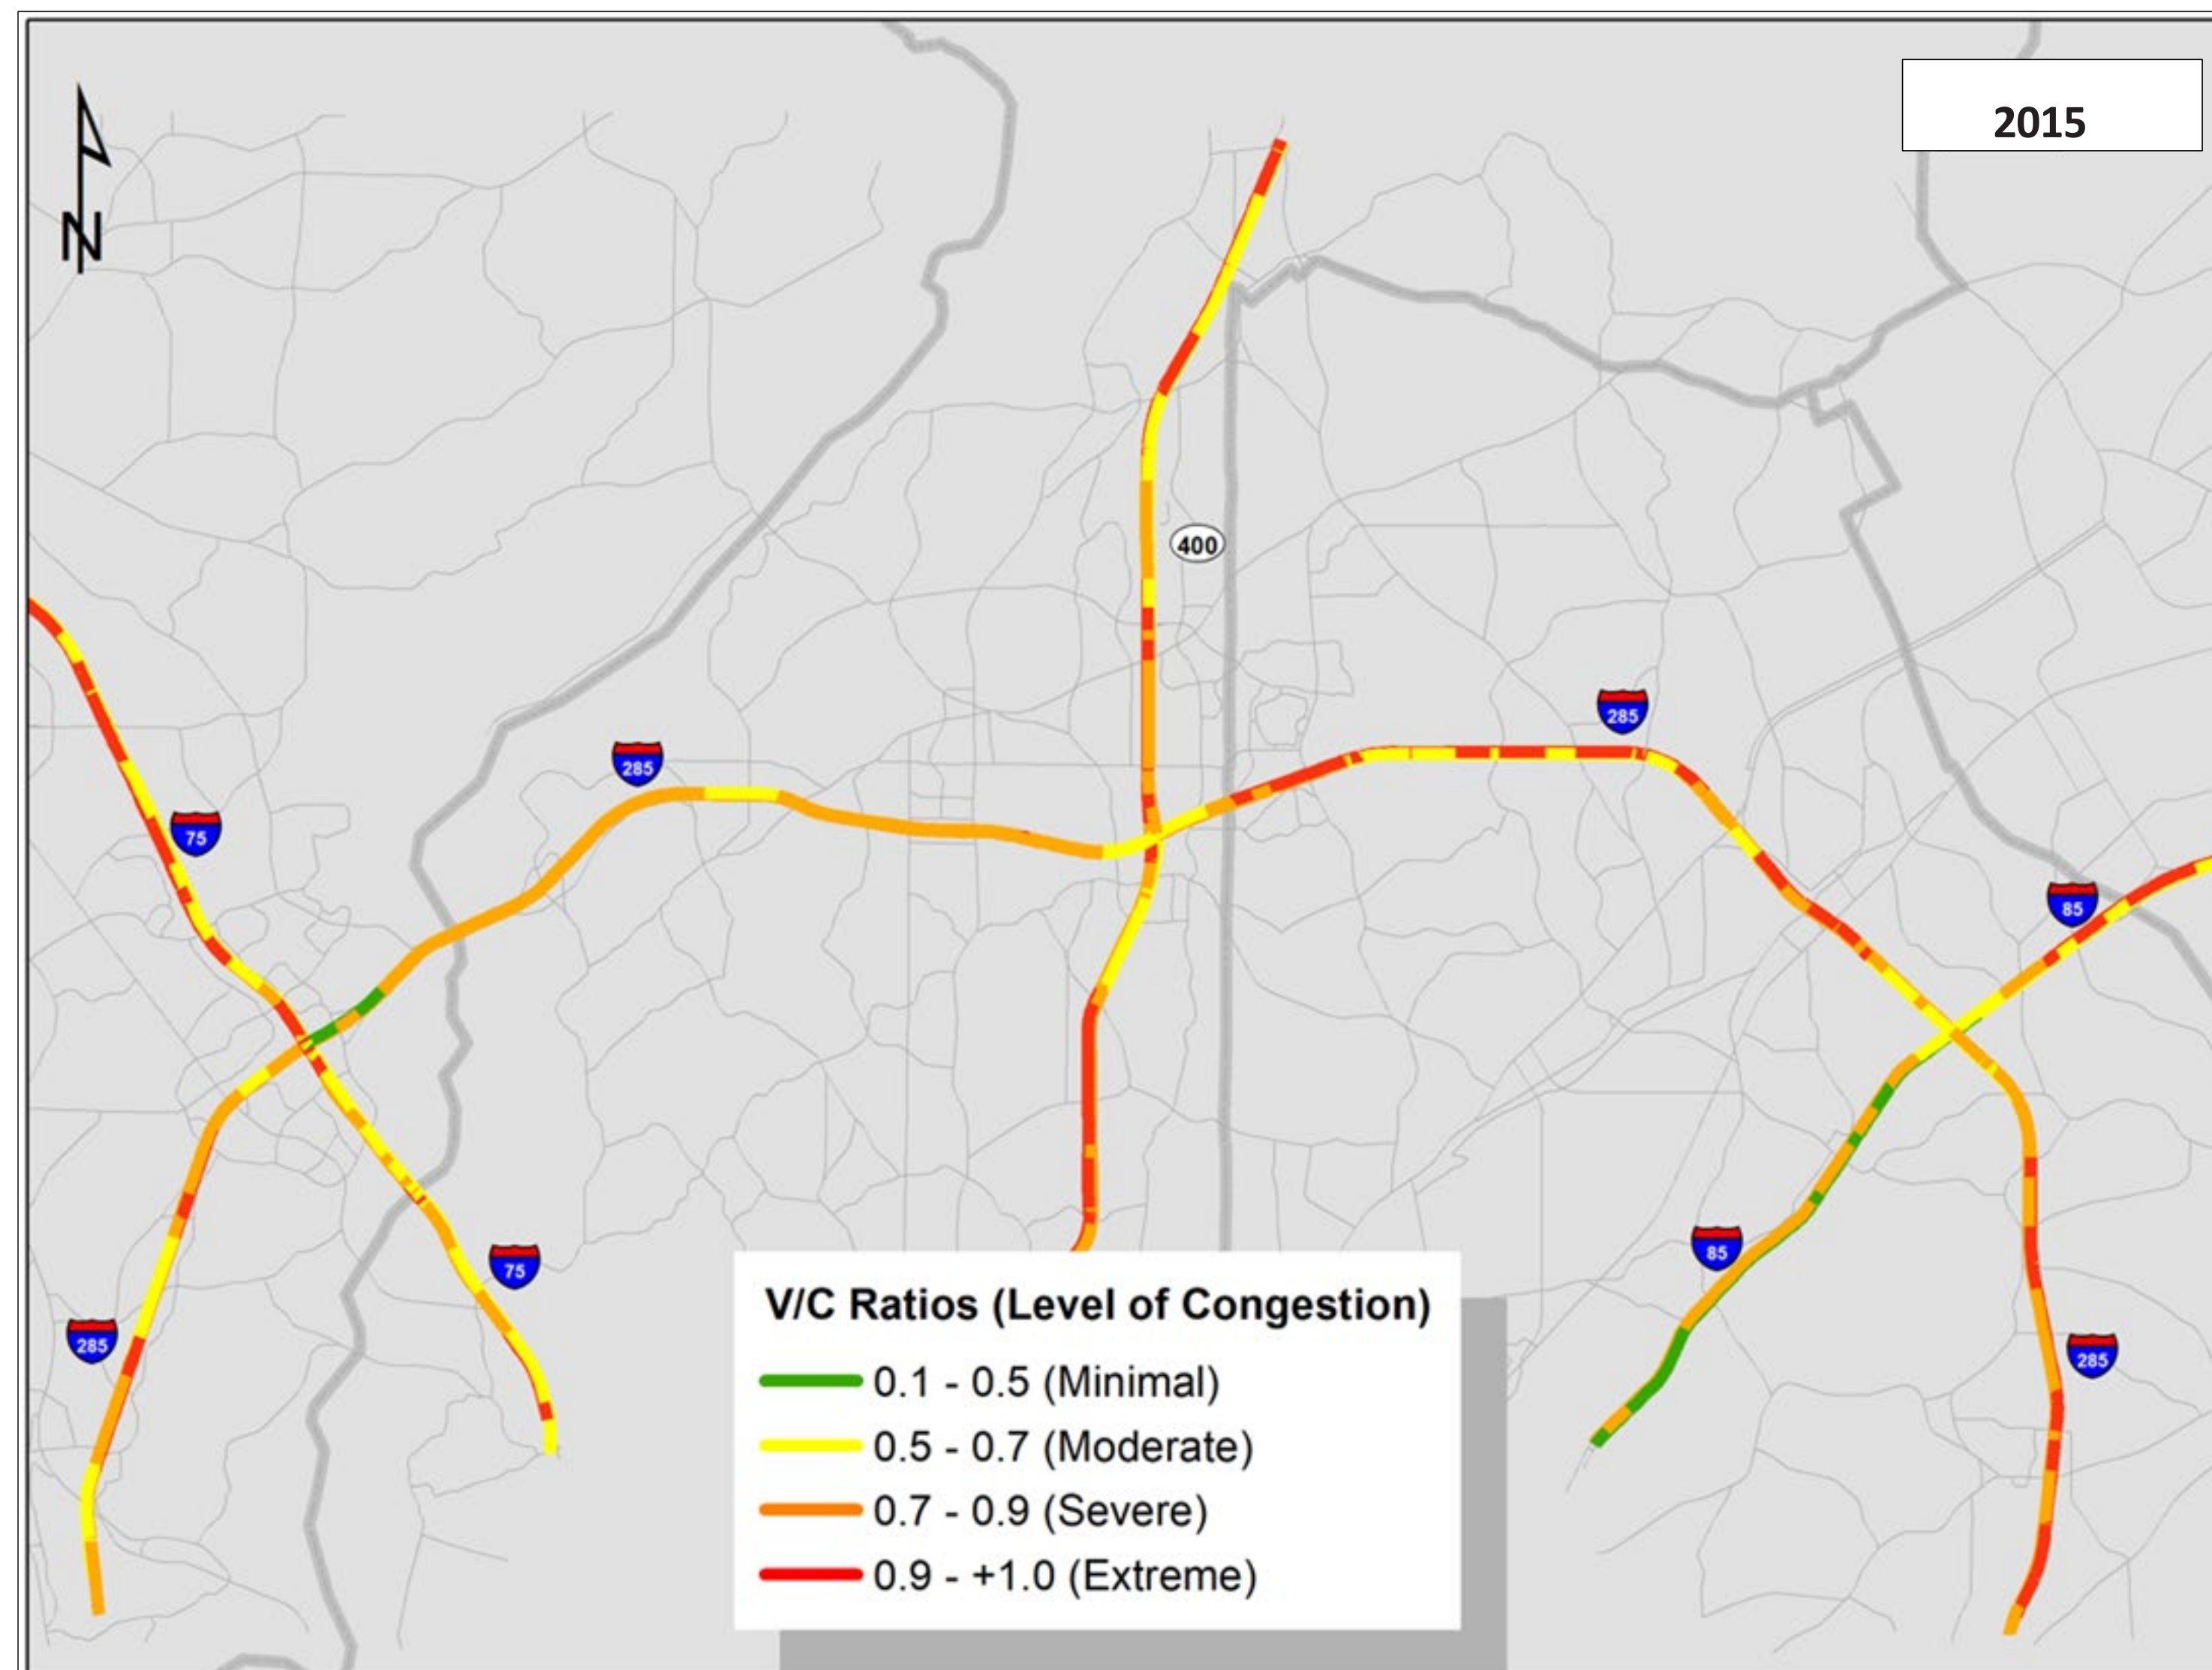 2015
N
400
285
285
75
85
75
85
285
285
V/C Ratios (Level of Congestion)
0.1 - 0.5 (Minimal)
0.5 - 0.7 (Moderate)
0.7 - 0.9 (Severe)
0.9 - +1.0 (Extreme)